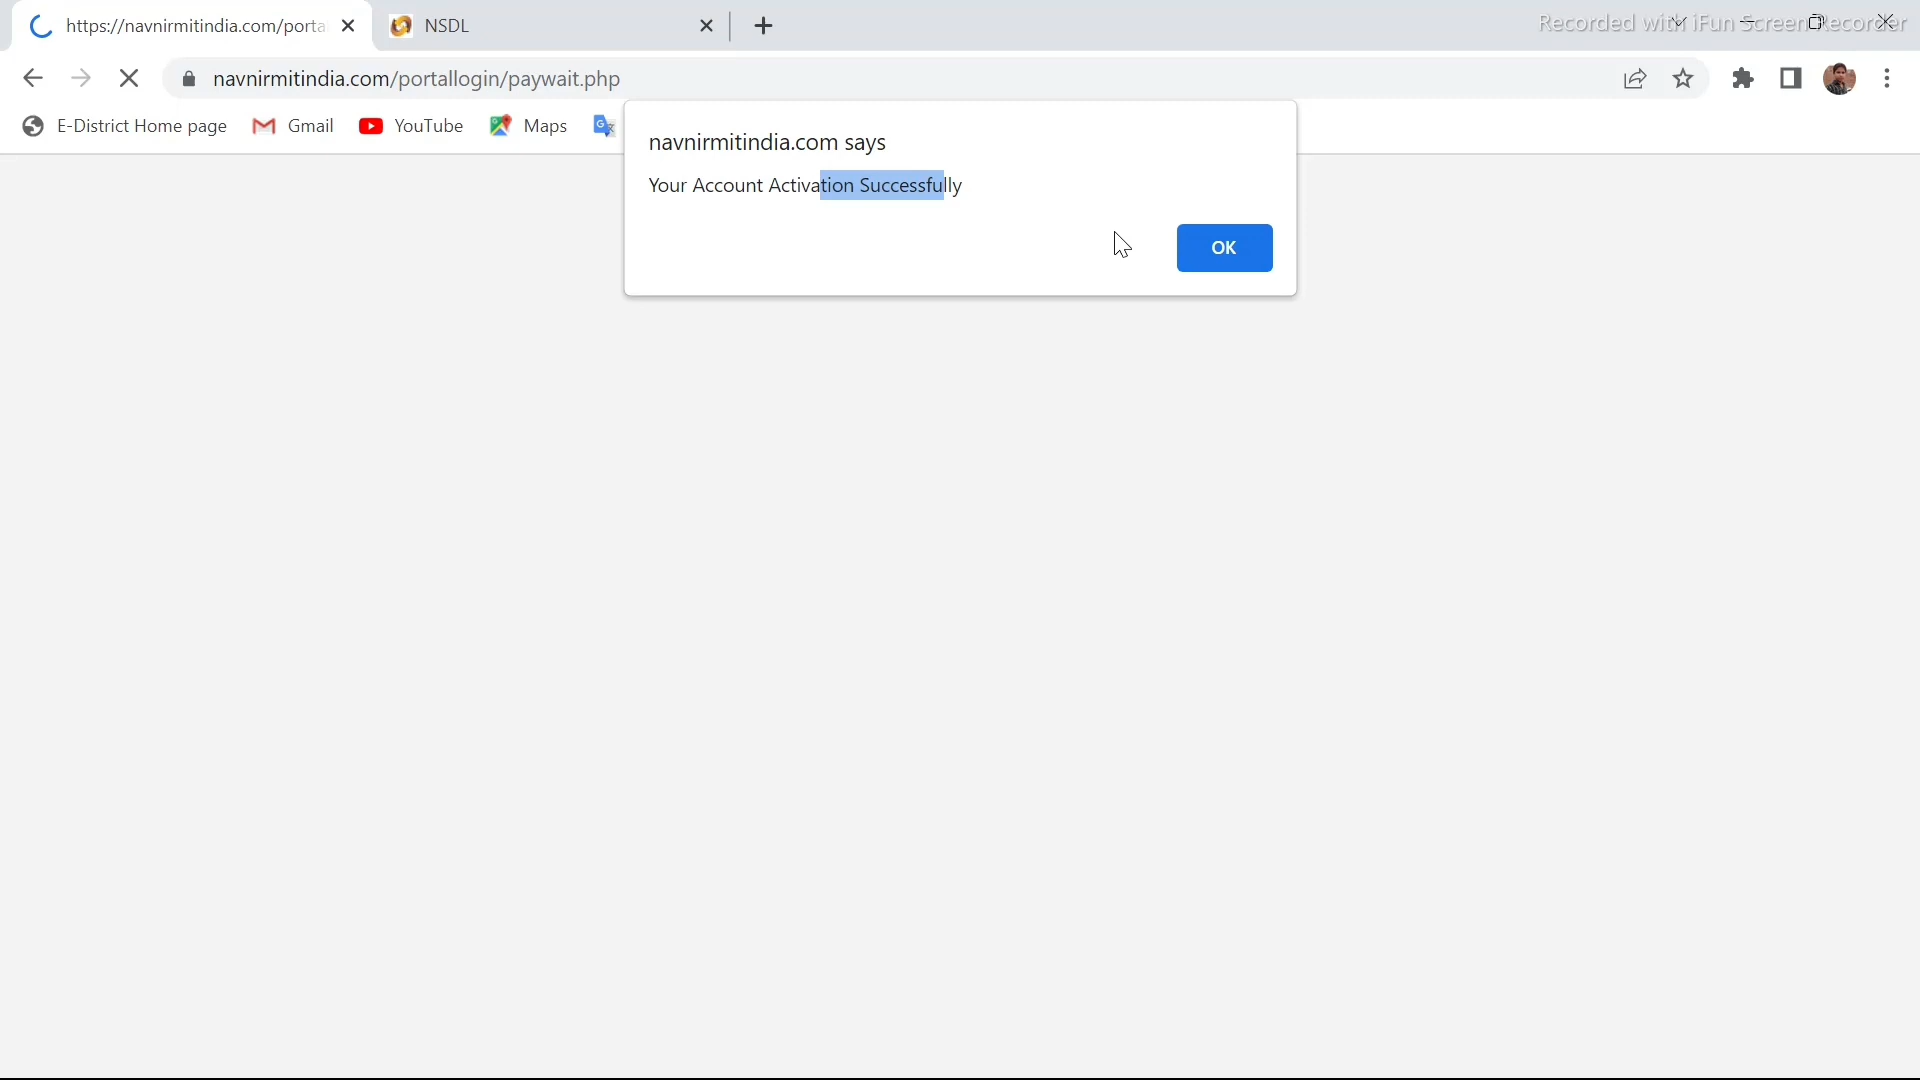 https://navnirmitindia.com/porta
NSDL
Recorded with iFun Screen Recorder
navnirmitindia.com/portallogin/paywait.php
E-District Home page
Gmail
YouTube
Maps
navnirmitindia.com says
Your Account Activation Successfully
OK